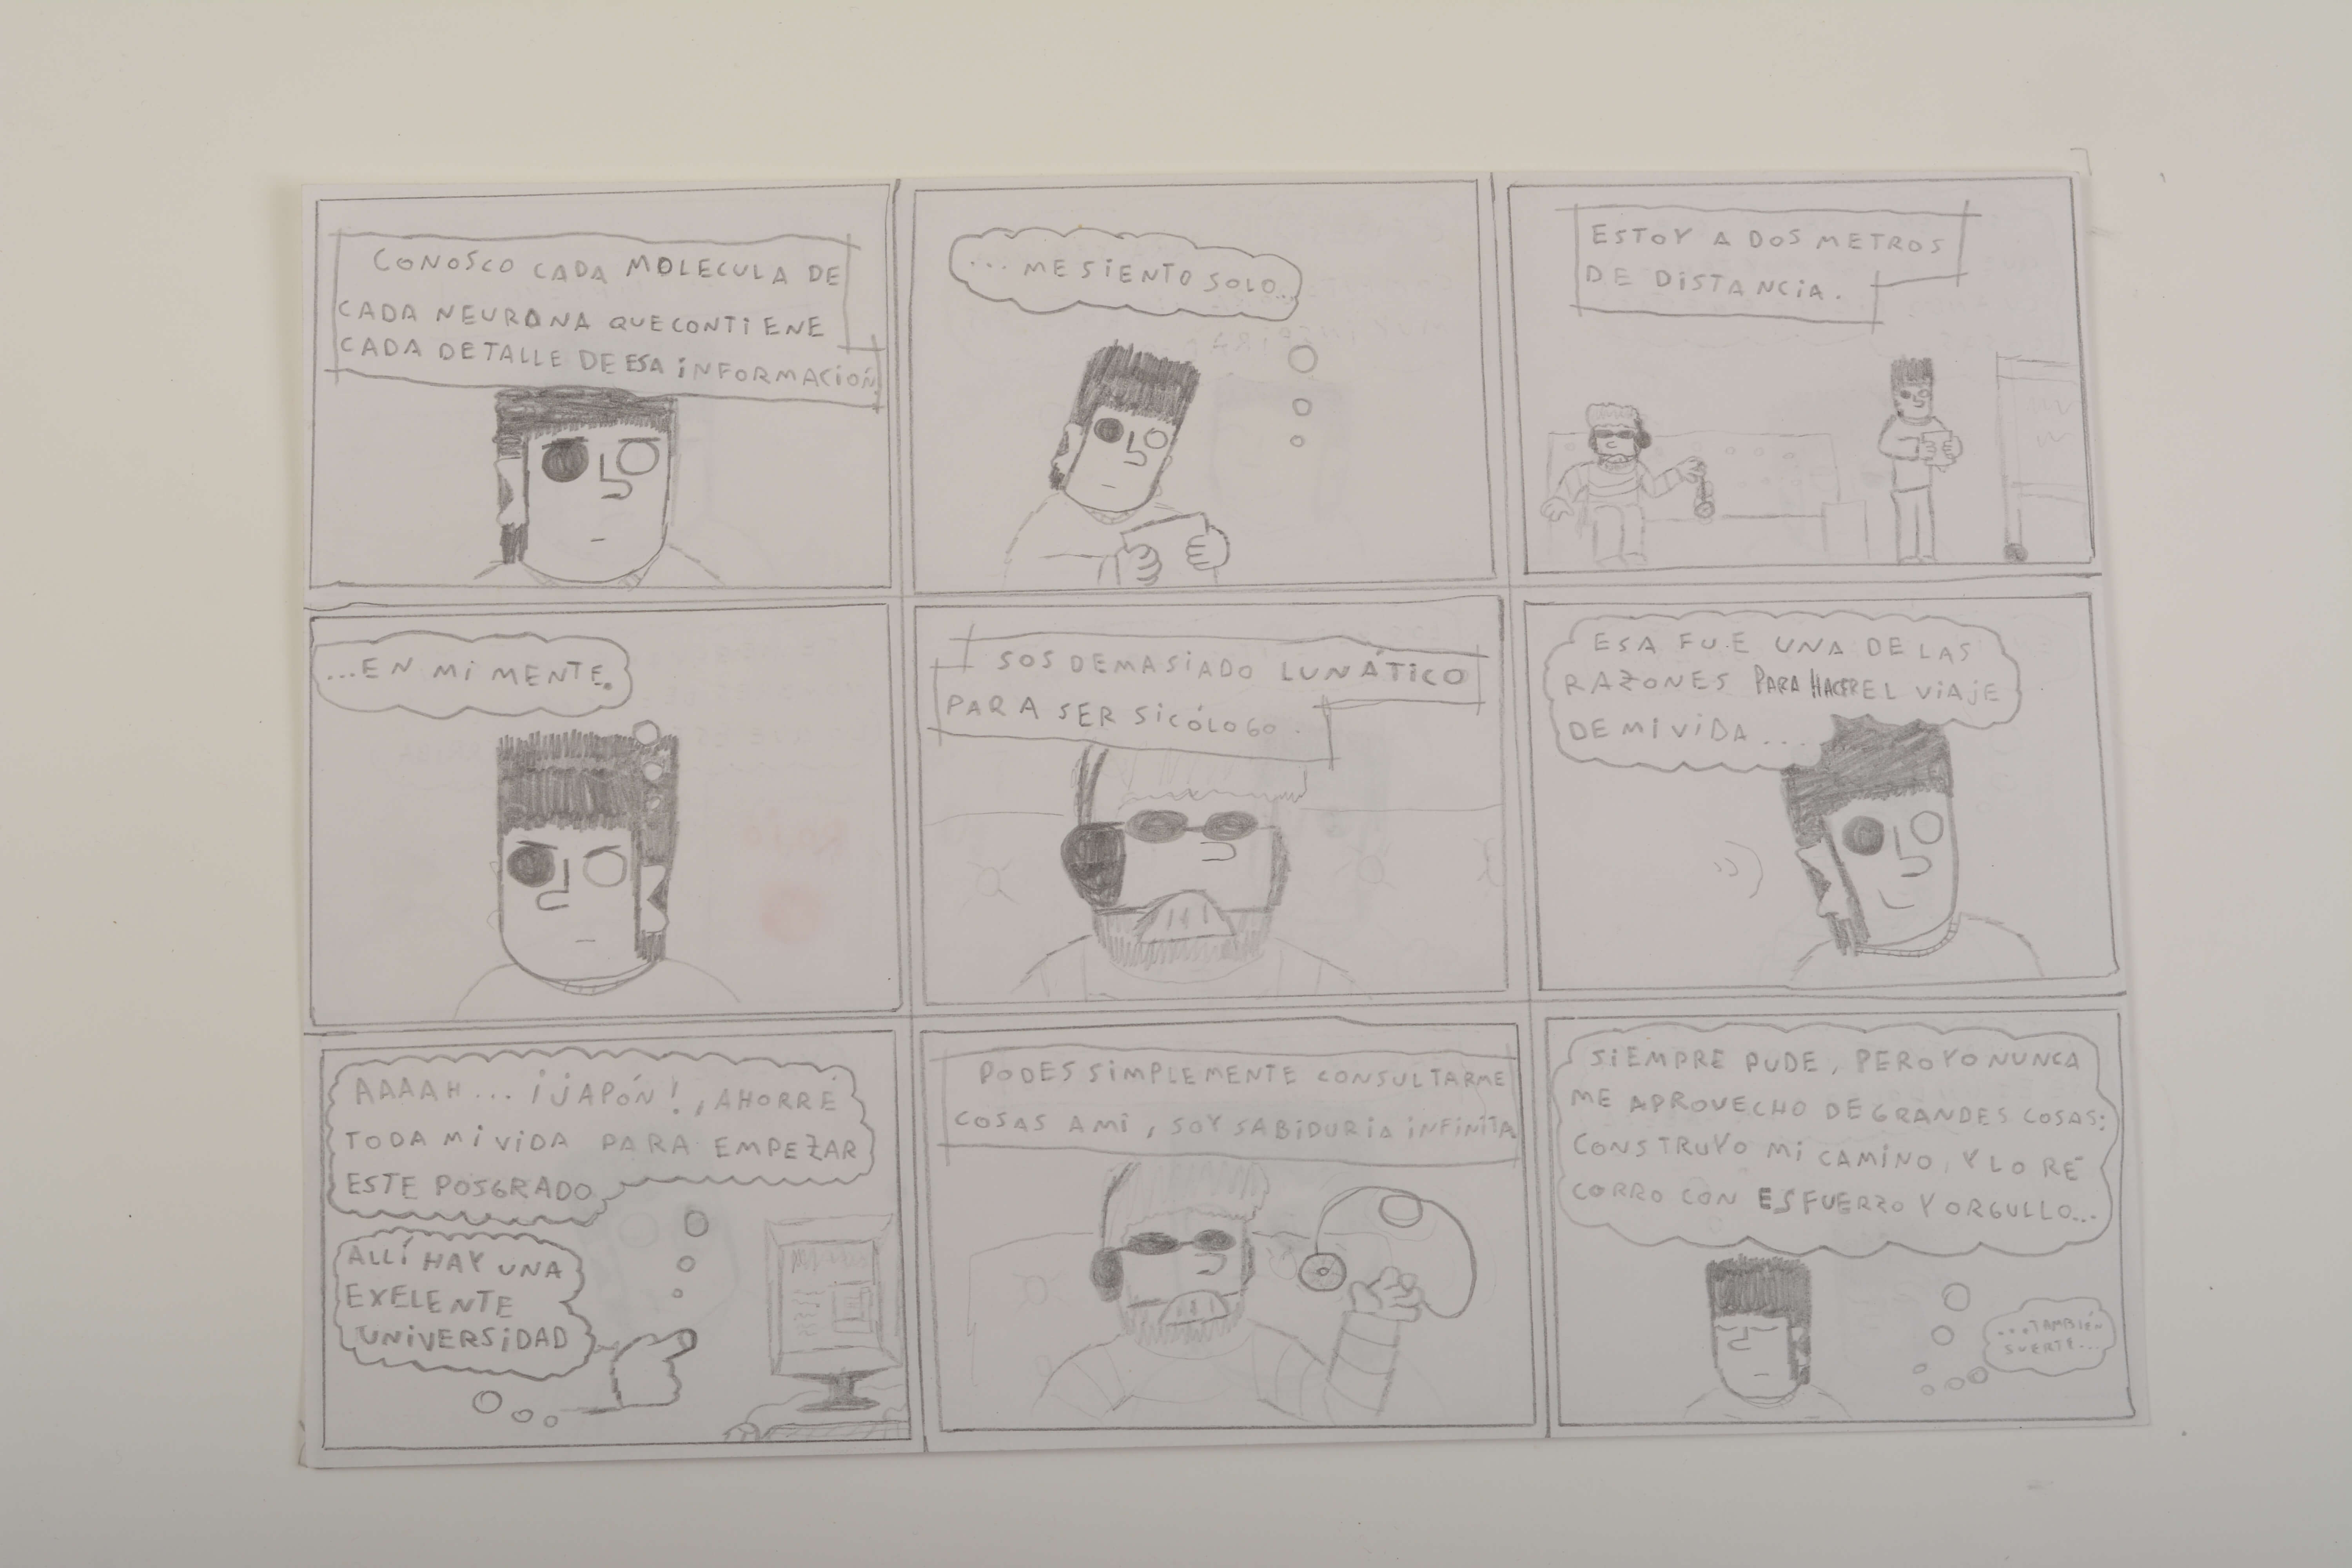 CONOSCO CADA MOLECULA DE
CADA NEURONA QUE CONTIENE
CADA DETALLE DE ESA INFORMACIÓN
... ME SIENTO SOLO...
ESTOY A DOS METROS
DE DISTANCIA.
...EN MI MENTE.
SOS DEMASIADO LUNÁTICO
PARA SER SICÓLOGO.
ESA FUE UNA DE LAS
RAZONES PARA HACER EL VIAJE
DE MI VIDA...
AAAAH... ¡JAPÓN!, AHORRÉ
TODA MI VIDA PARA EMPEZAR
ESTE POSGRADO
ALLÍ HAY UNA
EXELENTE
UNIVERSIDAD
PODES SIMPLEMENTE CONSULTARME
COSAS A MÍ, SOY SABIDURIA INFINITA
SIEMPRE PUDE, PERO YO NUNCA
ME APROVECHO DE GRANDES COSAS:
CONSTRUYO MI CAMINO, Y LO RE
CORRO CON ESFUERZO Y ORGULLO...
...TAMBIÉN
SUERTE...